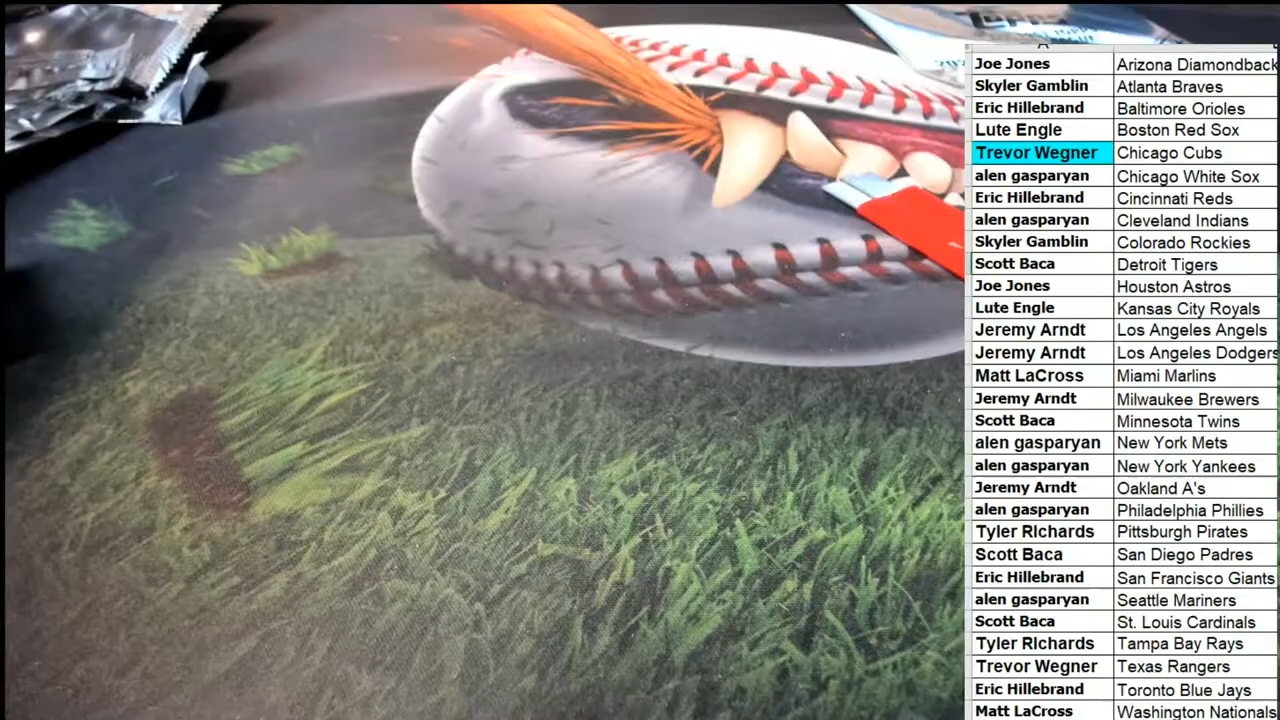 Joe Jones Arizona Diamondback
Skyler Gamblin Atlanta Braves
Eric Hillebrand Baltimore Orioles
Lute Engle Boston Red Sox
Trevor Wegner Chicago Cubs
alen gasparyan Chicago White Sox
Eric Hillebrand Cincinnati Reds
alen gasparyan Cleveland Indians
Skyler Gamblin Colorado Rockies
Scott Baca Detroit Tigers
Joe Jones Houston Astros
Lute Engle Kansas City Royals
Jeremy Arndt Los Angeles Angels
Jeremy Arndt Los Angeles Dodgers
Matt LaCross Miami Marlins
Jeremy Arndt Milwaukee Brewers
Scott Baca Minnesota Twins
alen gasparyan New York Mets
alen gasparyan New York Yankees
Jeremy Arndt Oakland A's
alen gasparyan Philadelphia Phillies
Tyler RIchards Pittsburgh Pirates
Scott Baca San Diego Padres
Eric Hillebrand San Francisco Giants
alen gasparyan Seattle Mariners
Scott Baca St. Louis Cardinals
Tyler RIchards Tampa Bay Rays
Trevor Wegner Texas Rangers
Eric Hillebrand Toronto Blue Jays
Matt LaCross Washington Nationals